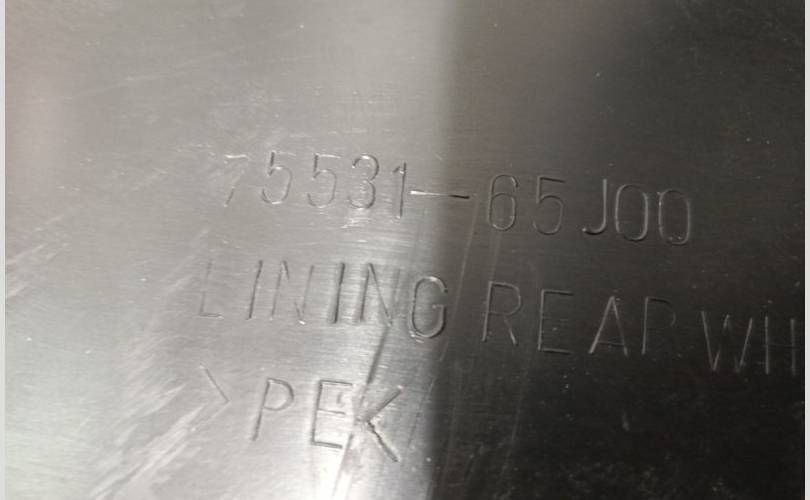 75531-65J00
LINING REAR WH
>PE<